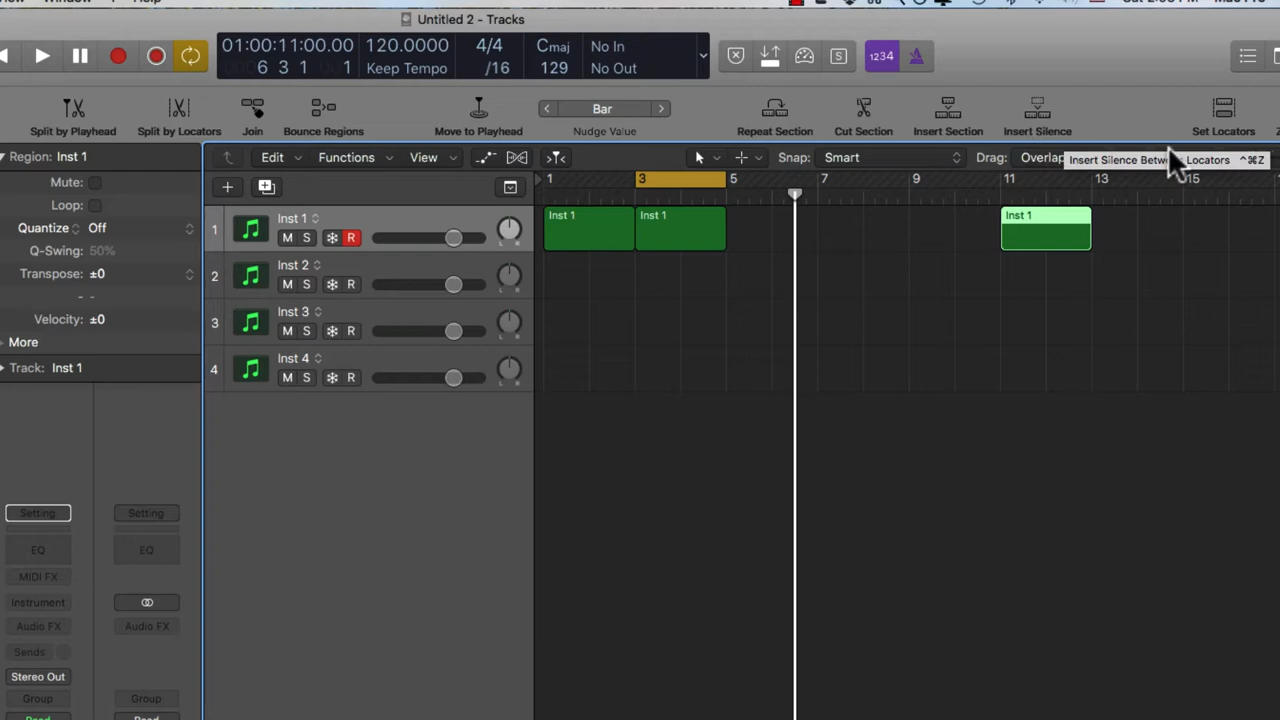 Untitled 2 - Tracks
01:00:11:00.00
6 3 1 1
120.0000
Keep Tempo
4/4
/16
Cmaj
129
No In
No Out
S
1234
Split by Playhead
Split by Locators
Join
Bounce Regions
Move to Playhead
Bar
Nudge Value
Repeat Section
Cut Section
Insert Section
Insert Silence
Set Locators
Region: Inst 1
Edit
Functions
View
Snap: Smart
Drag:
Insert Silence Between Locators ^⌘Z
Mute:
Loop:
Quantize Off
Q-Swing: 50%
Transpose: ±0
- -
Velocity: ±0
More
Track: Inst 1
1 3 5 7 9 11 13 15
1 Inst 1
M S R
Inst 1
Inst 1
Inst 1
2 Inst 2
M S R
3 Inst 3
M S R
4 Inst 4
M S R
Setting
Setting
EQ
EQ
MIDI FX
Instrument
Audio FX
Audio FX
Sends
Stereo Out
Group
Group